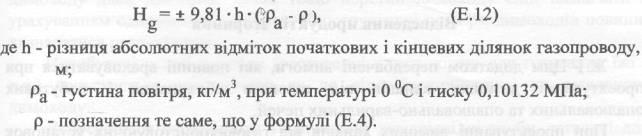 H_g = ± 9,81 · h · (ρ_a - ρ ), (Е.12)
де h - різниця абсолютних відміток початкових і кінцевих ділянок газопроводу,
м;
ρ_a - густина повітря, кг/м³, при температурі 0 ⁰С і тиску 0,10132 МПа;
ρ - позначення те саме, що у формулі (Е.4).